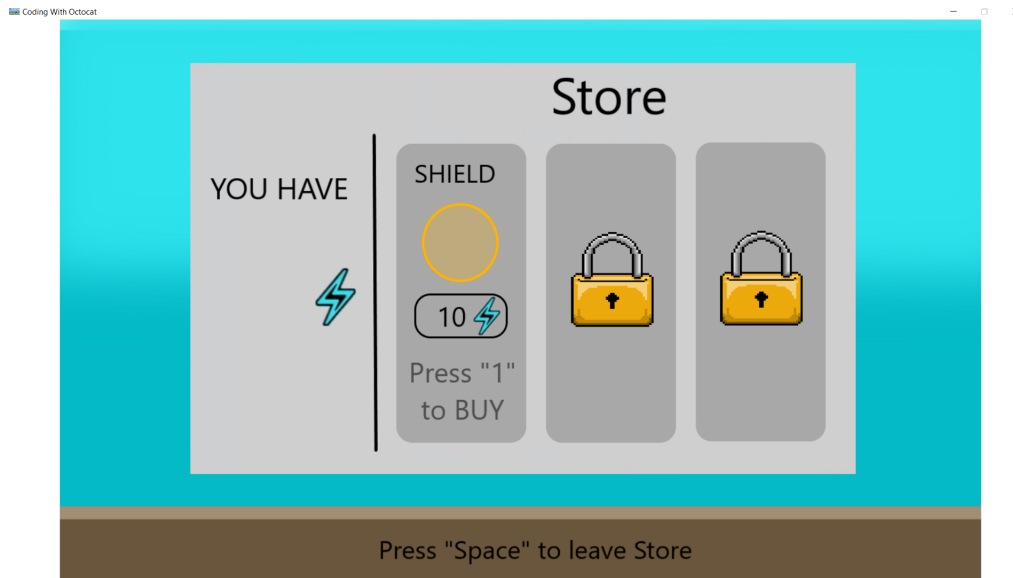 Coding With Octocat
Store
YOU HAVE
SHIELD
10
Press "1"
to BUY
Press "Space" to leave Store